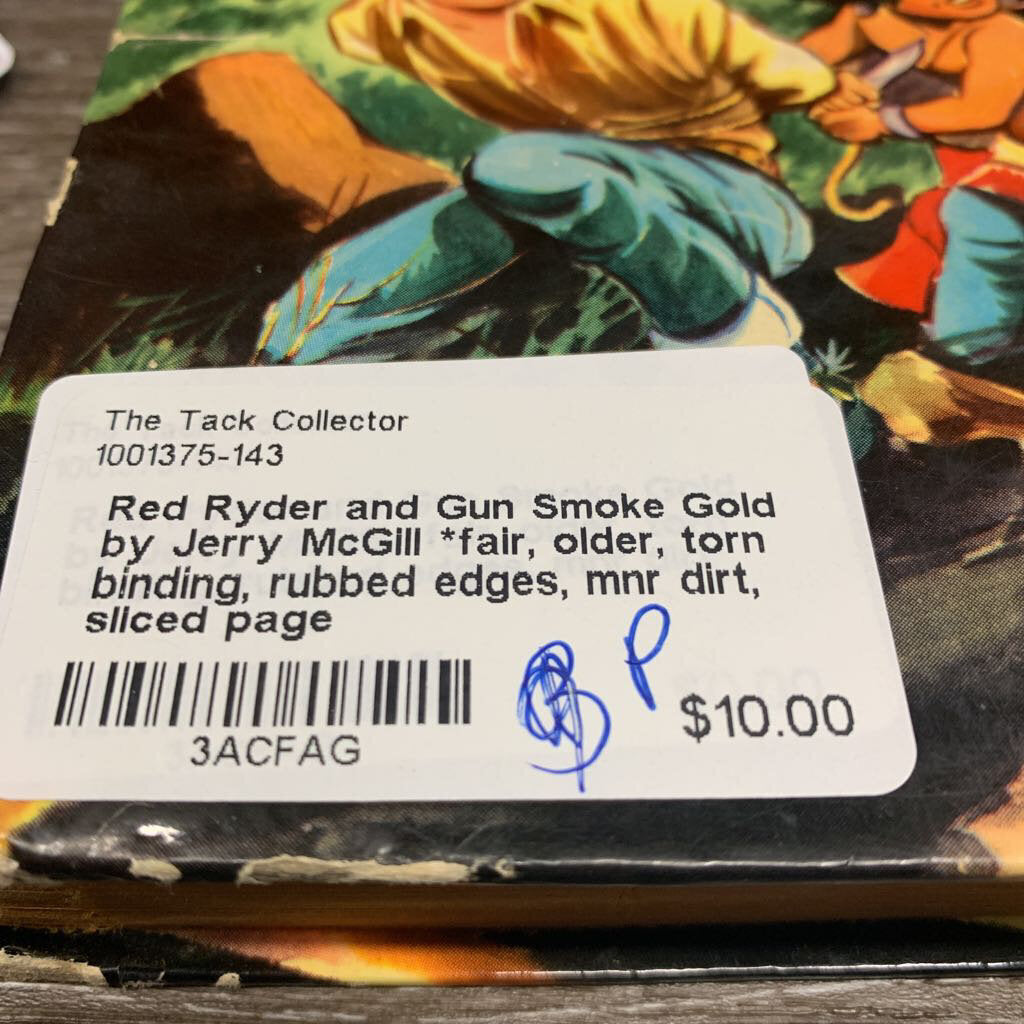 The Tack Collector
1001375-143
Red Ryder and Gun Smoke Gold
by Jerry McGill *fair, older, torn
binding, rubbed edges, mnr dirt,
sliced page
3ACFAG
P
$10.00